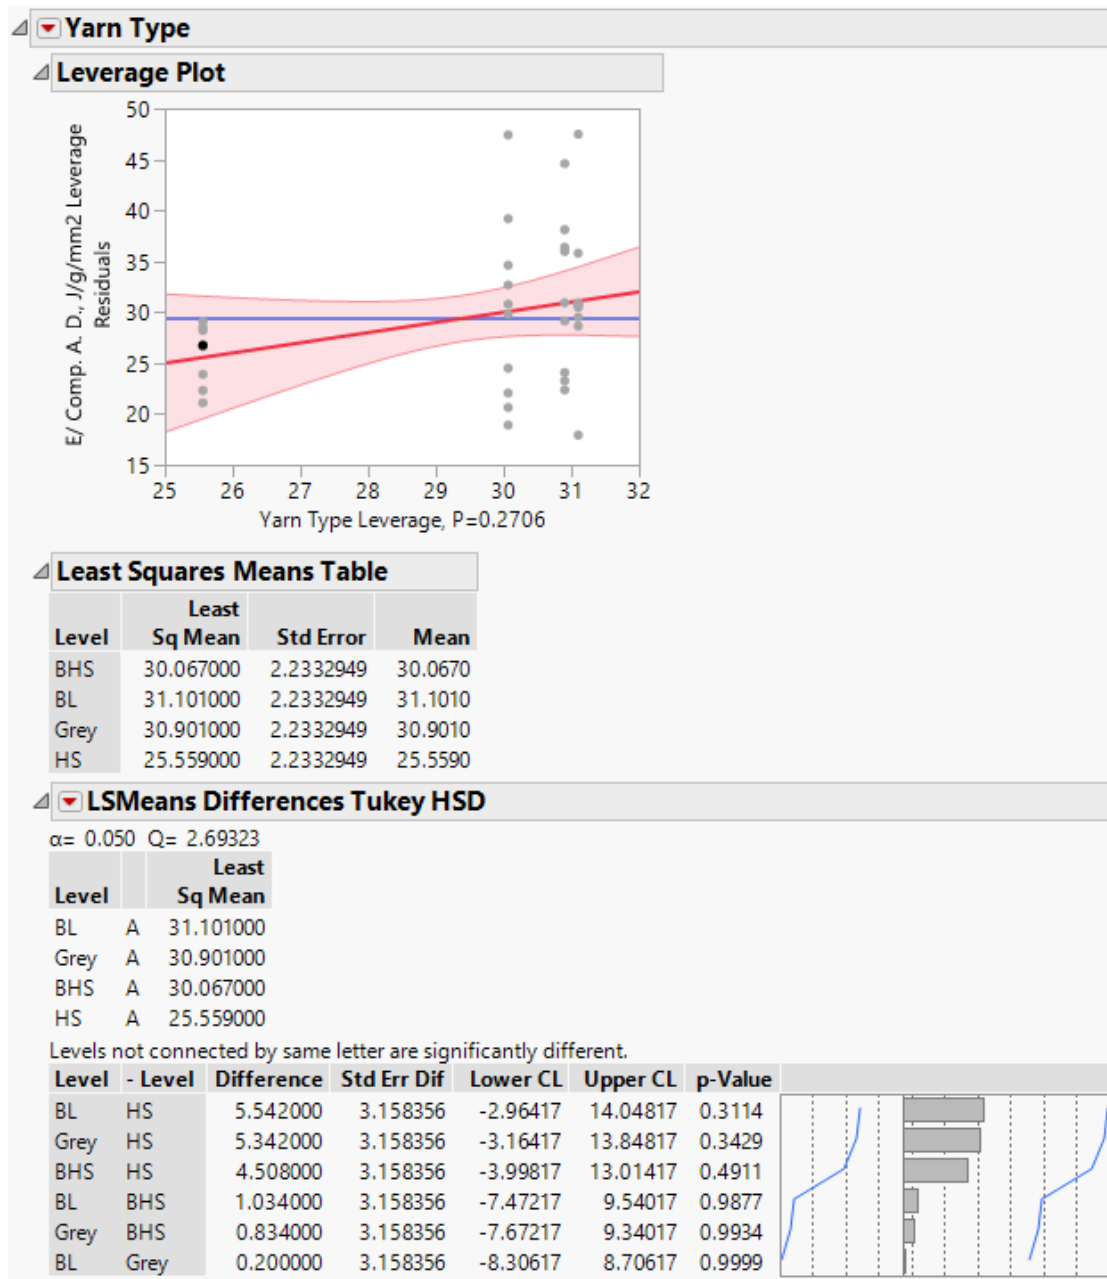 Yarn Type
Leverage Plot
50
45
40
35
30
25
20
15
E/ Comp. A. D., J/g/mm2 Leverage
Residuals
25 26 27 28 29 30 31 32
Yarn Type Leverage, P=0.2706
Least Squares Means Table
Least
Level Sq Mean Std Error Mean
BHS 30.067000 2.2332949 30.0670
BL 31.101000 2.2332949 31.1010
Grey 30.901000 2.2332949 30.9010
HS 25.559000 2.2332949 25.5590
LSMeans Differences Tukey HSD
α= 0.050 Q= 2.69323
Least
Level Sq Mean
BL A 31.101000
Grey A 30.901000
BHS A 30.067000
HS A 25.559000
Levels not connected by same letter are significantly different.
Level - Level Difference Std Err Dif Lower CL Upper CL p-Value
BL HS 5.542000 3.158356 -2.96417 14.04817 0.3114
Grey HS 5.342000 3.158356 -3.16417 13.84817 0.3429
BHS HS 4.508000 3.158356 -3.99817 13.01417 0.4911
BL BHS 1.034000 3.158356 -7.47217 9.54017 0.9877
Grey BHS 0.834000 3.158356 -7.67217 9.34017 0.9934
BL Grey 0.200000 3.158356 -8.30617 8.70617 0.9999